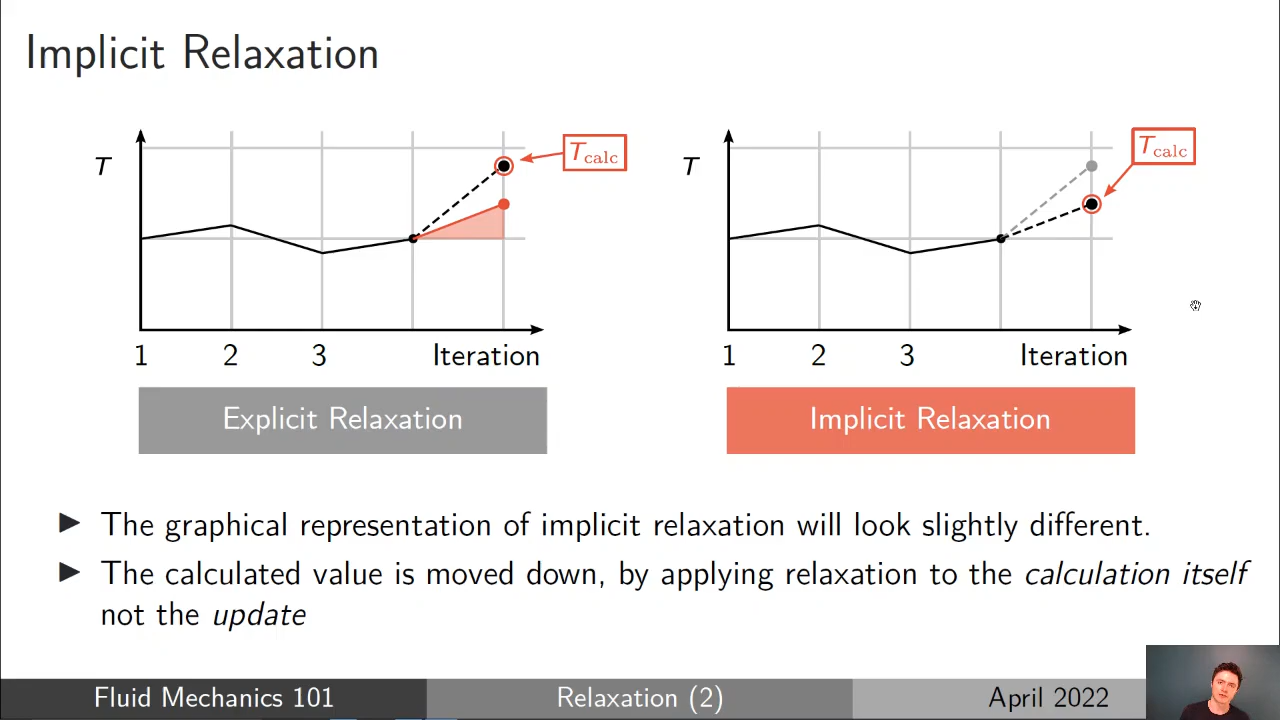 Implicit Relaxation
T
T_calc
1 2 3 Iteration
Explicit Relaxation
T
T_calc
1 2 3 Iteration
Implicit Relaxation
▶ The graphical representation of implicit relaxation will look slightly different.
▶ The calculated value is moved down, by applying relaxation to the calculation itself
not the update
Fluid Mechanics 101 Relaxation (2) April 2022